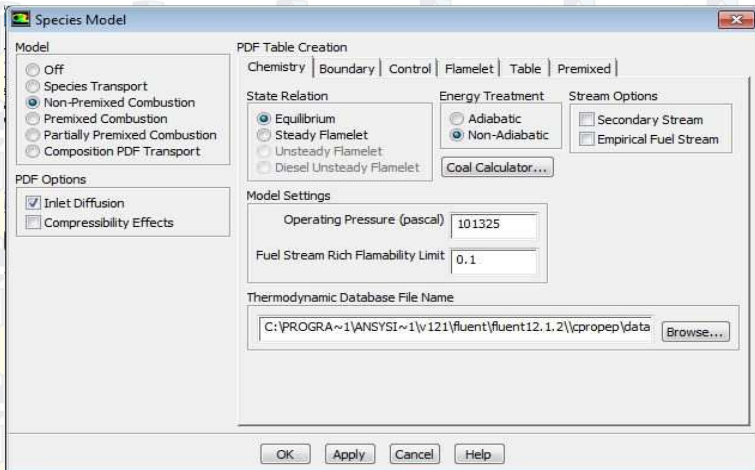 Species Model
Model
Off
Species Transport
Non-Premixed Combustion
Premixed Combustion
Partially Premixed Combustion
Composition PDF Transport
PDF Options
Inlet Diffusion
Compressibility Effects
PDF Table Creation
Chemistry Boundary Control Flamelet Table Premixed
State Relation
Equilibrium
Steady Flamelet
Unsteady Flamelet
Diesel Unsteady Flamelet
Energy Treatment
Adiabatic
Non-Adiabatic
Stream Options
Secondary Stream
Empirical Fuel Stream
Coal Calculator...
Model Settings
Operating Pressure (pascal) 101325
Fuel Stream Rich Flamability Limit 0.1
Thermodynamic Database File Name
C:\PROGRA~1\ANSYSI~1\v121\fluent\fluent12.1.2\\cpropep\data Browse...
OK Apply Cancel Help